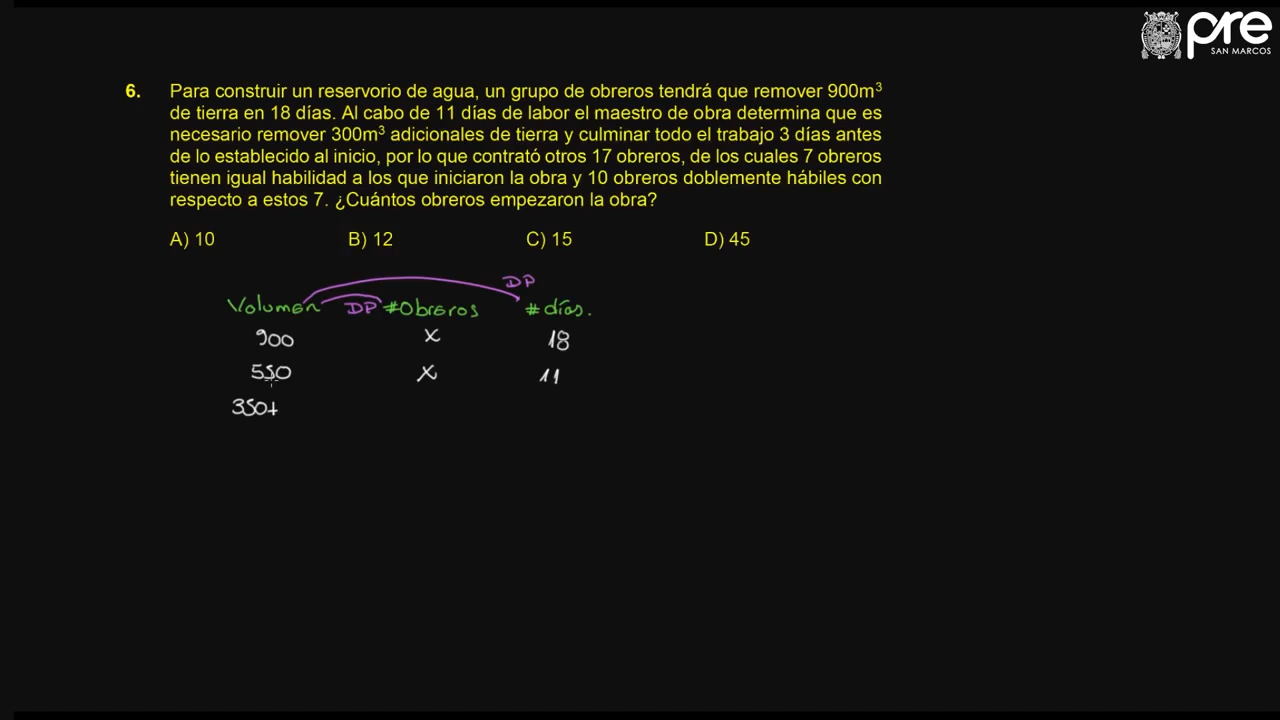 pre
SAN MARCOS
6. Para construir un reservorio de agua, un grupo de obreros tendrá que remover 900m³
de tierra en 18 días. Al cabo de 11 días de labor el maestro de obra determina que es
necesario remover 300m³ adicionales de tierra y culminar todo el trabajo 3 días antes
de lo establecido al inicio, por lo que contrató otros 17 obreros, de los cuales 7 obreros
tienen igual habilidad a los que iniciaron la obra y 10 obreros doblemente hábiles con
respecto a estos 7. ¿Cuántos obreros empezaron la obra?
A) 10 B) 12 C) 15 D) 45
DP
Volumen DP #Obreros #días.
900 x 18
550 x 11
350+